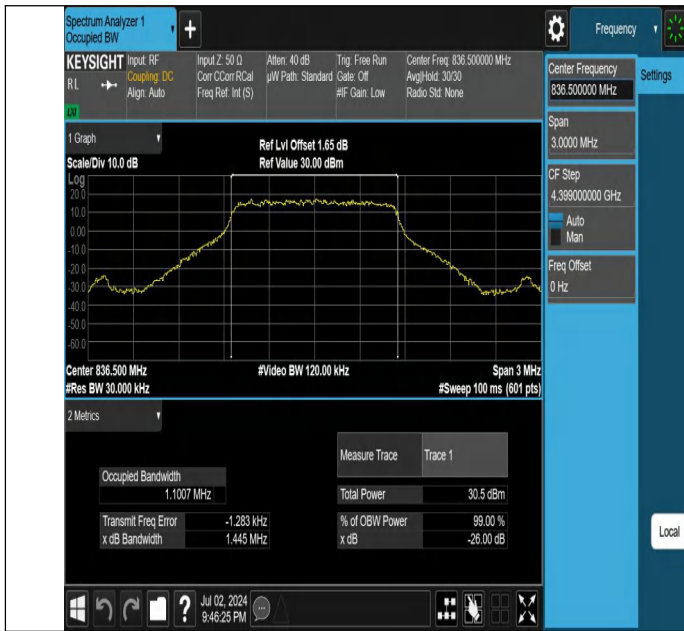 Spectrum Analyzer 1
Occupied BW
Frequency
KEYSIGHT
RL
Input: RF
Coupling: DC
Align: Auto
Input Z: 50 Ω
Corr CCorr RCal
Freq Ref: Int (S)
Atten: 40 dB
µW Path: Standard
Trig: Free Run
Gate: Off
#IF Gain: Low
Center Freq: 836.500000 MHz
Avg|Hold: 30/30
Radio Std: None
Center Frequency
836.500000 MHz
Settings
Span
3.0000 MHz
CF Step
4.399000000 GHz
Auto
Man
Freq Offset
0 Hz
Local
1 Graph
Scale/Div 10.0 dB
Ref Lvl Offset 1.65 dB
Ref Value 30.00 dBm
Log
20.0
10.0
0.00
-10.0
-20.0
-30.0
-40.0
-50.0
-60.0
Center 836.500 MHz
#Video BW 120.00 kHz
Span 3 MHz
#Res BW 30.000 kHz
#Sweep 100 ms (601 pts)
2 Metrics
Measure Trace
Trace 1
Occupied Bandwidth
1.1007 MHz
Total Power
30.5 dBm
Transmit Freq Error
-1.283 kHz
% of OBW Power
99.00 %
x dB Bandwidth
1.445 MHz
x dB
-26.00 dB
?
Jul 02, 2024
9:46:25 PM